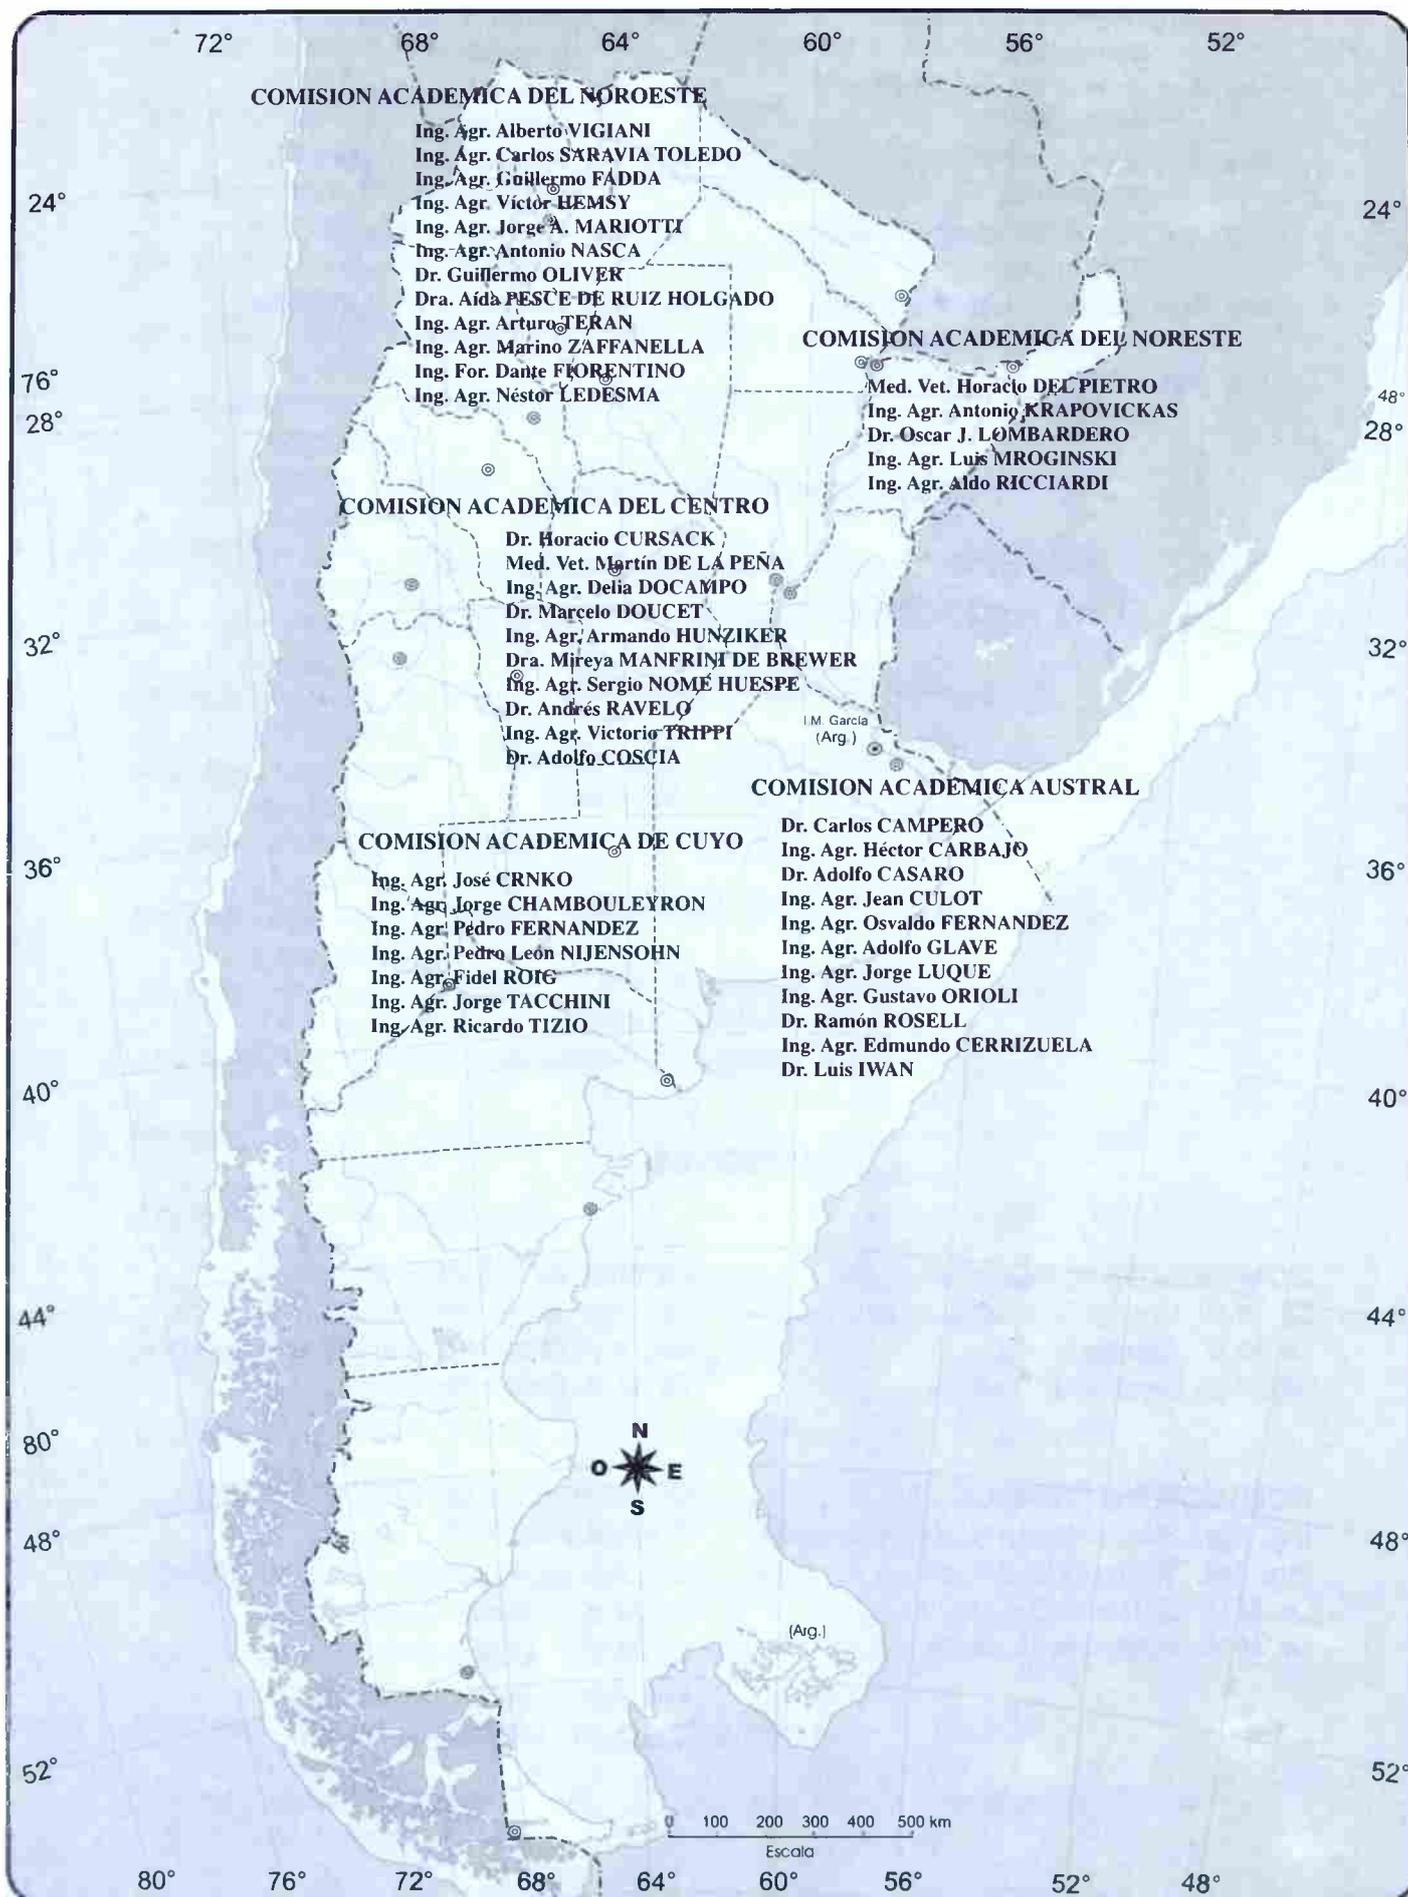 72° 68° 64° 60° 56° 52°
COMISION ACADEMICA DEL NOROESTE
Ing. Agr. Alberto VIGIANI
Ing. Agr. Carlos SARAVIA TOLEDO
Ing. Agr. Guillermo FADDA
Ing. Agr. Víctor HEMSY
Ing. Agr. Jorge A. MARIOTTI
Ing. Agr. Antonio NASCA
Dr. Guillermo OLIVER
Dra. Aída PESCE DE RUIZ HOLGADO
Ing. Agr. Arturo TERAN
Ing. Agr. Marino ZAFFANELLA
Ing. For. Dante FIORENTINO
Ing. Agr. Néstor LEDESMA
24° 24°
COMISION ACADEMICA DEL NORESTE
Med. Vet. Horacio DEL PIETRO
Ing. Agr. Antonio KRAPOVICKAS
Dr. Oscar J. LOMBARDERO
Ing. Agr. Luis MROGINSKI
Ing. Agr. Aldo RICCIARDI
76° 48°
28° 28°
COMISION ACADEMICA DEL CENTRO
Dr. Horacio CURSACK
Med. Vet. Martín DE LA PEÑA
Ing. Agr. Delia DOCAMPO
Dr. Marcelo DOUCET
Ing. Agr. Armando HUNZIKER
Dra. Mireya MANFRINI DE BREWER
Ing. Agr. Sergio NOME HUESPE
Dr. Andrés RAVELO
Ing. Agr. Victorio TRIPPI
Dr. Adolfo COSCIA
32° 32°
I.M. García
(Arg.)
COMISION ACADEMICA AUSTRAL
Dr. Carlos CAMPERO
Ing. Agr. Héctor CARBAJO
Dr. Adolfo CASARO
Ing. Agr. Jean CULOT
Ing. Agr. Osvaldo FERNANDEZ
Ing. Agr. Adolfo GLAVE
Ing. Agr. Jorge LUQUE
Ing. Agr. Gustavo ORIOLI
Dr. Ramón ROSELL
Ing. Agr. Edmundo CERRIZUELA
Dr. Luis IWAN
COMISION ACADEMICA DE CUYO
Ing. Agr. José CRNKO
Ing. Agr. Jorge CHAMBOULEYRON
Ing. Agr. Pedro FERNANDEZ
Ing. Agr. Pedro León NIJENSOHN
Ing. Agr. Fidel ROIG
Ing. Agr. Jorge TACCHINI
Ing. Agr. Ricardo TIZIO
36° 36°
40° 40°
44° 44°
80°
N
O E
S
48° 48°
(Arg.)
52° 52°
0 100 200 300 400 500 km
Escala
80° 76° 72° 68° 64° 60° 56° 52° 48°